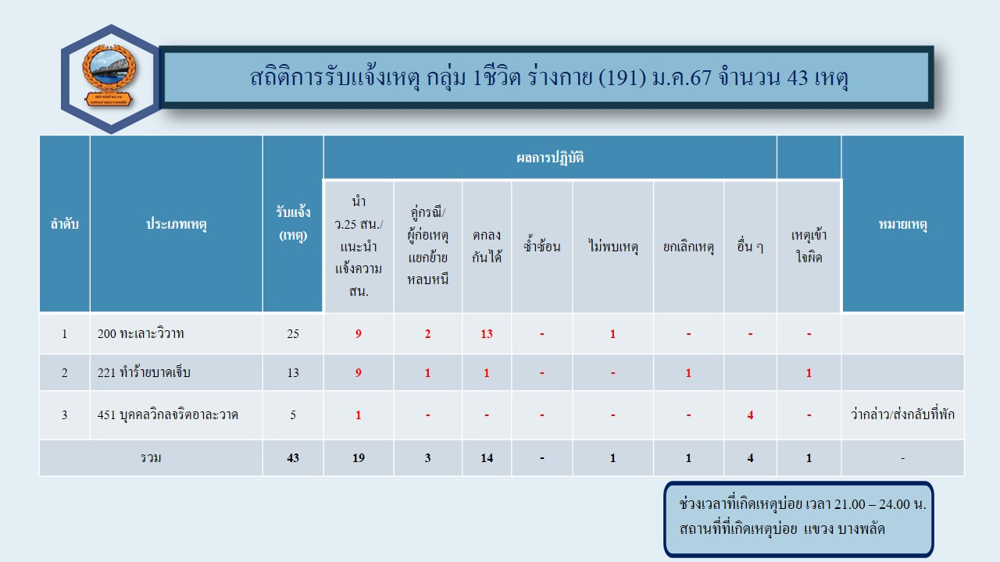 สถิติการรับแจ้งเหตุ กลุ่ม 1ชีวิต ร่างกาย (191) ม.ค.67 จำนวน 43 เหตุ
ลำดับ ประเภทเหตุ รับแจ้ง (เหตุ) ผลการปฏิบัติ หมายเหตุ
นำ
ว.25 สน./
แนะนำ
แจ้งความ
สน.
คู่กรณี/
ผู้ก่อเหตุ
แยกย้าย
หลบหนี
ตกลง
กันได้
ซ้ำซ้อน
ไม่พบเหตุ
ยกเลิกเหตุ
อื่น ๆ
เหตุเข้า
ใจผิด
1 200 ทะเลาะวิวาท 25 9 2 13 - 1 - - -
2 221 ทำร้ายบาดเจ็บ 13 9 1 1 - - 1 - 1
3 451 บุคคลวิกลจริตอาละวาด 5 1 - - - - - 4 - ว่ากล่าว/ส่งกลับที่พัก
รวม 43 19 3 14 - 1 1 4 1 -
ช่วงเวลาที่เกิดเหตุบ่อย เวลา 21.00 – 24.00 น.
สถานที่ที่เกิดเหตุบ่อย แขวง บางพลัด